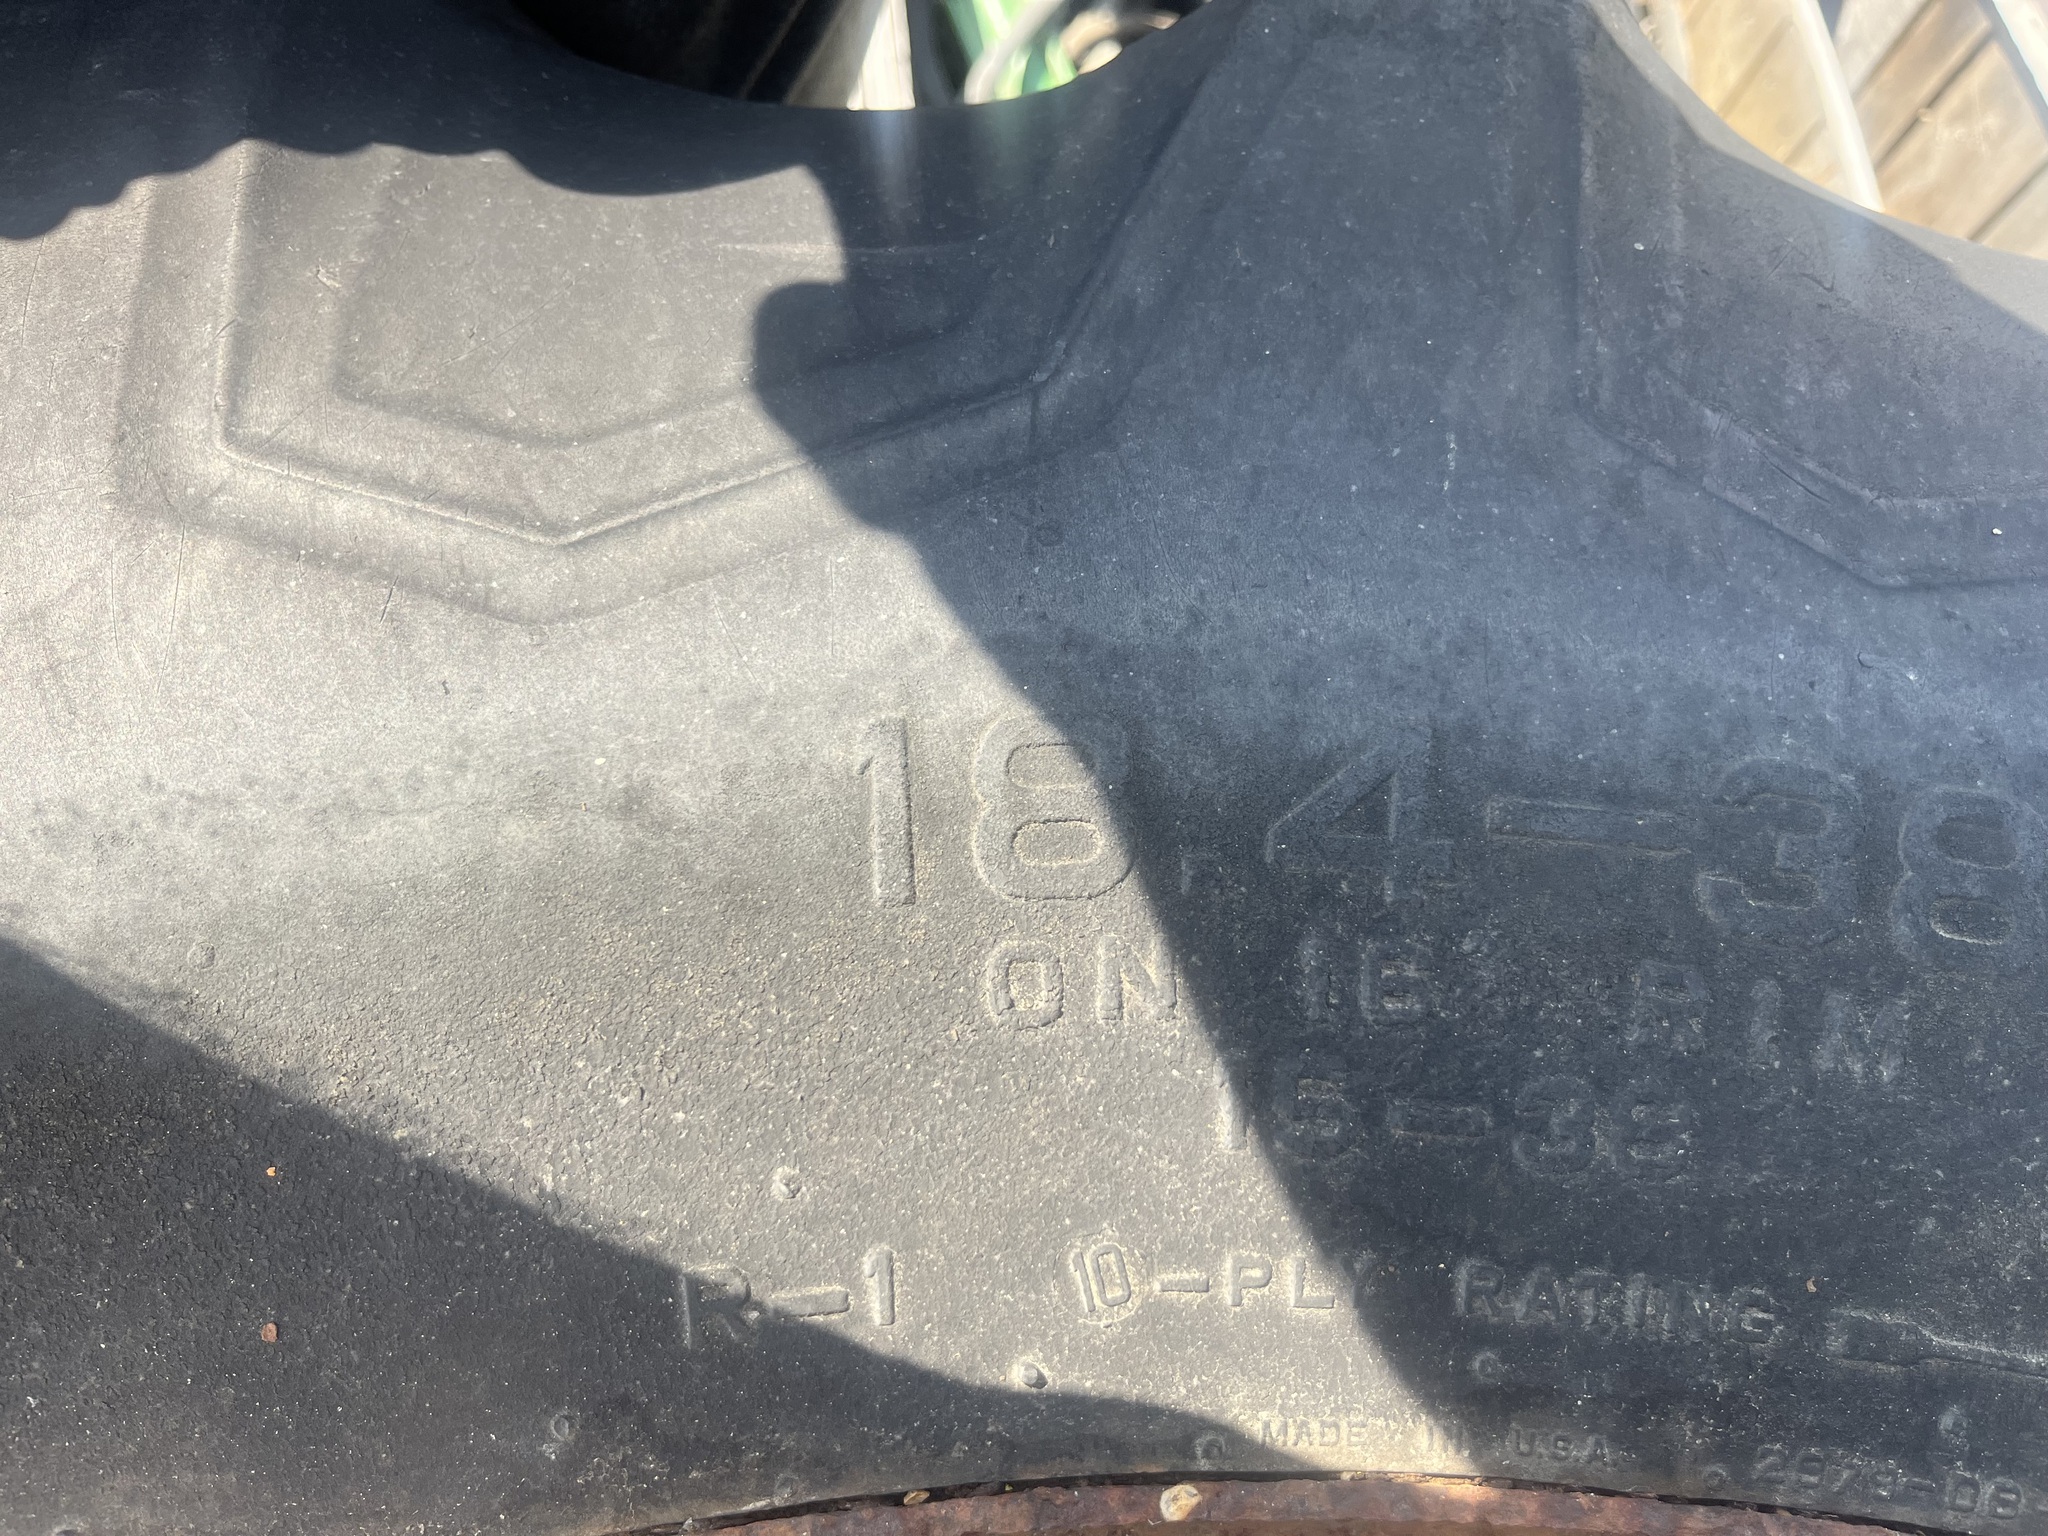 18.4-38
ON 16 RIM
15-38
R-1 10-PLY RATING
MADE IN U.S.A.